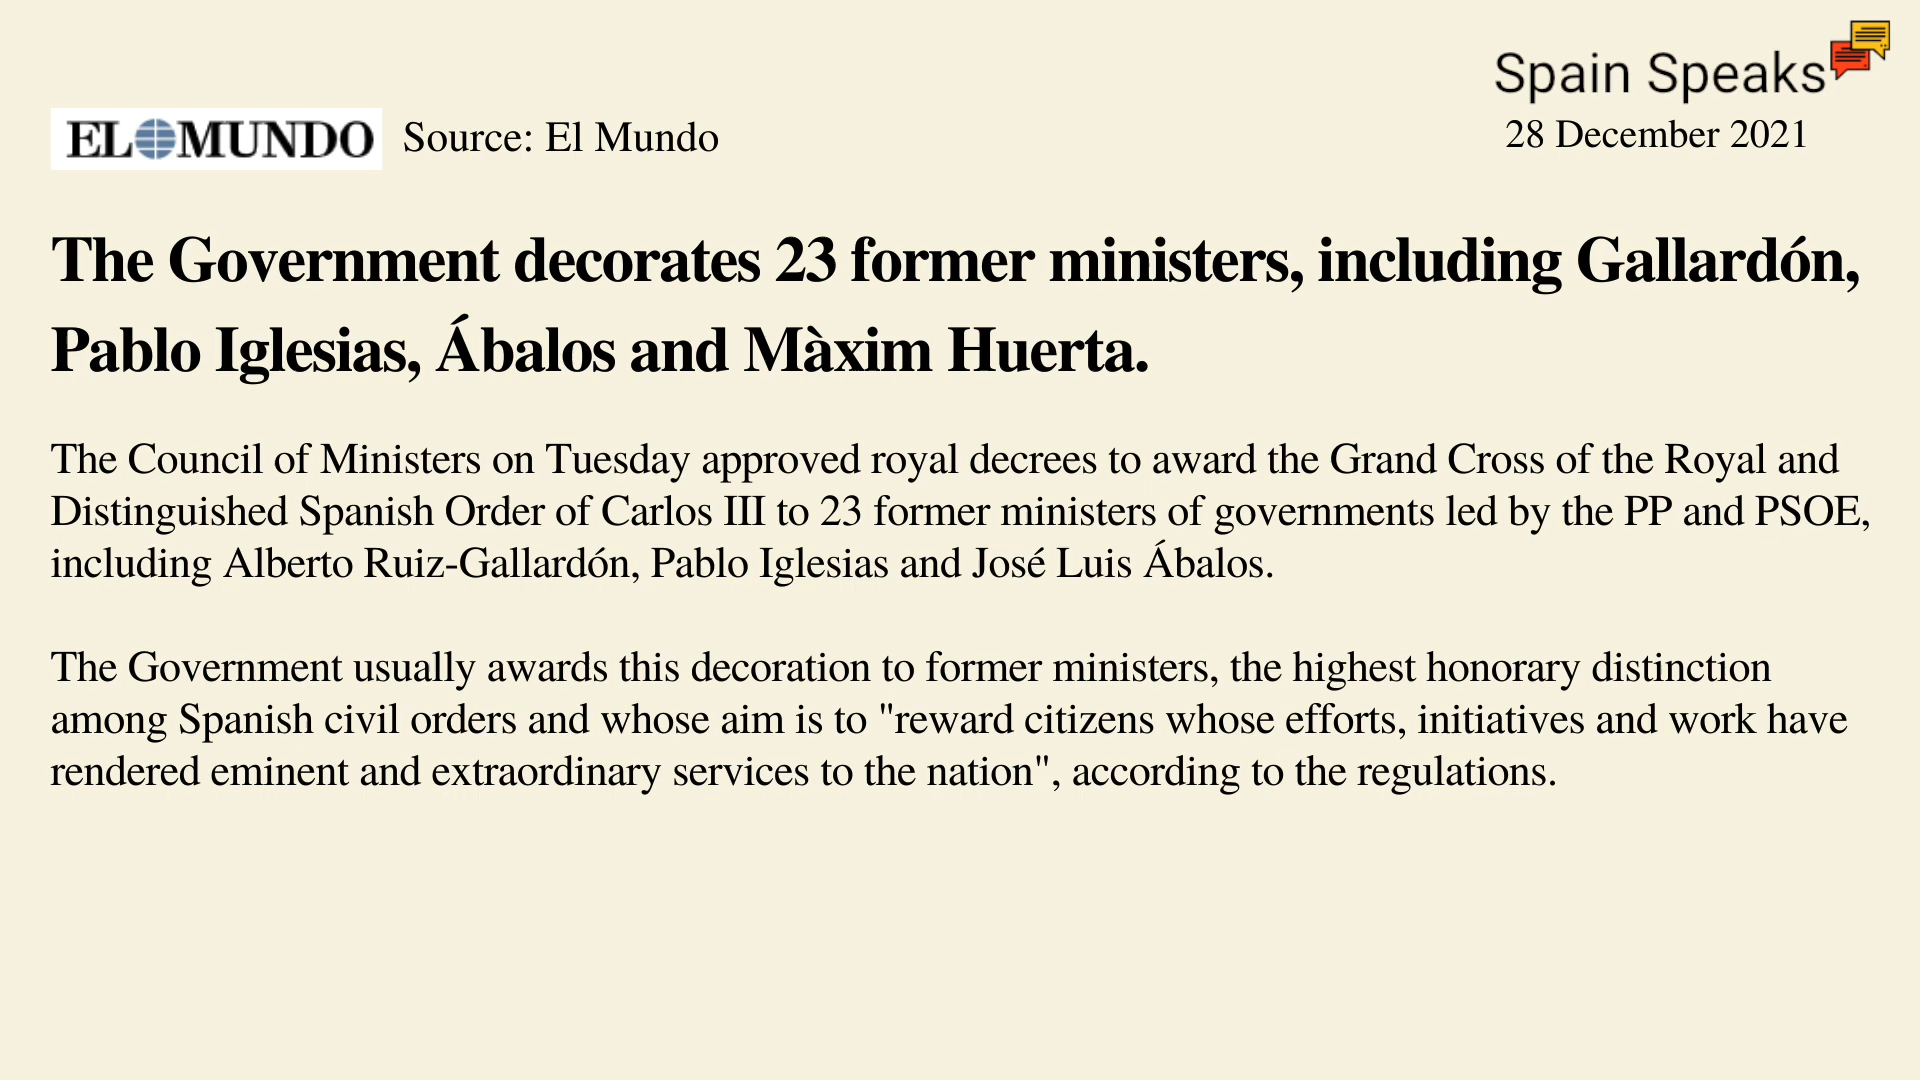 Spain Speaks
EL MUNDO Source: El Mundo
28 December 2021
The Government decorates 23 former ministers, including Gallardón,
Pablo Iglesias, Ábalos and Màxim Huerta.
The Council of Ministers on Tuesday approved royal decrees to award the Grand Cross of the Royal and
Distinguished Spanish Order of Carlos III to 23 former ministers of governments led by the PP and PSOE,
including Alberto Ruiz-Gallardón, Pablo Iglesias and José Luis Ábalos.
The Government usually awards this decoration to former ministers, the highest honorary distinction
among Spanish civil orders and whose aim is to "reward citizens whose efforts, initiatives and work have
rendered eminent and extraordinary services to the nation", according to the regulations.